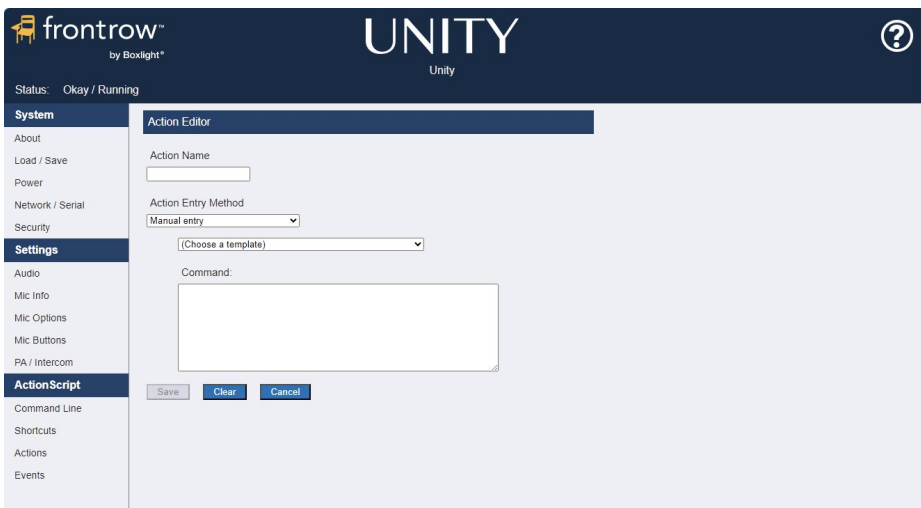 frontrow™
by Boxlight®
UNITY
Unity
?
Status: Okay / Running
System
About
Load / Save
Power
Network / Serial
Security
Settings
Audio
Mic Info
Mic Options
Mic Buttons
PA / Intercom
ActionScript
Command Line
Shortcuts
Actions
Events
Action Editor
Action Name
Action Entry Method
Manual entry
(Choose a template)
Command:
Save Clear Cancel